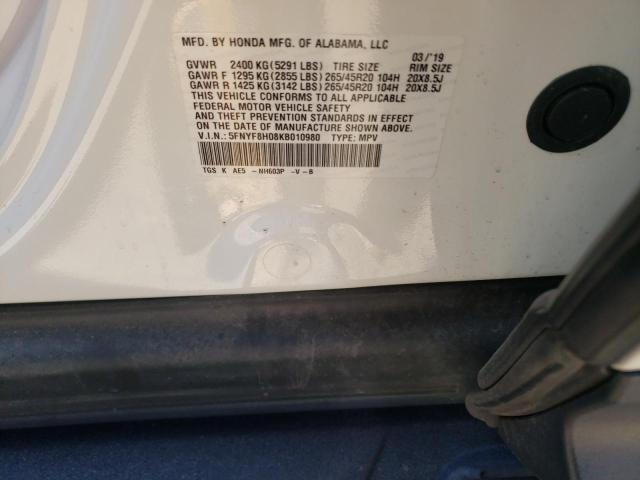 MFD. BY HONDA MFG. OF ALABAMA, LLC 03/'19
GVWR 2400 KG(5291 LBS) TIRE SIZE RIM SIZE
GAWR F 1295 KG(2855 LBS)265/45R20 104H 20X8.5J
GAWR R 1425 KG(3142 LBS)265/45R20 104H 20X8.5J
THIS VEHICLE CONFORMS TO ALL APPLICABLE
FEDERAL MOTOR VEHICLE SAFETY
AND THEFT PREVENTION STANDARDS IN EFFECT
ON THE DATE OF MANUFACTURE SHOWN ABOVE.
V.I.N.: 5FNYF8H08KB010980 TYPE: MPV
TGS K AE5 -NH603P -V-B